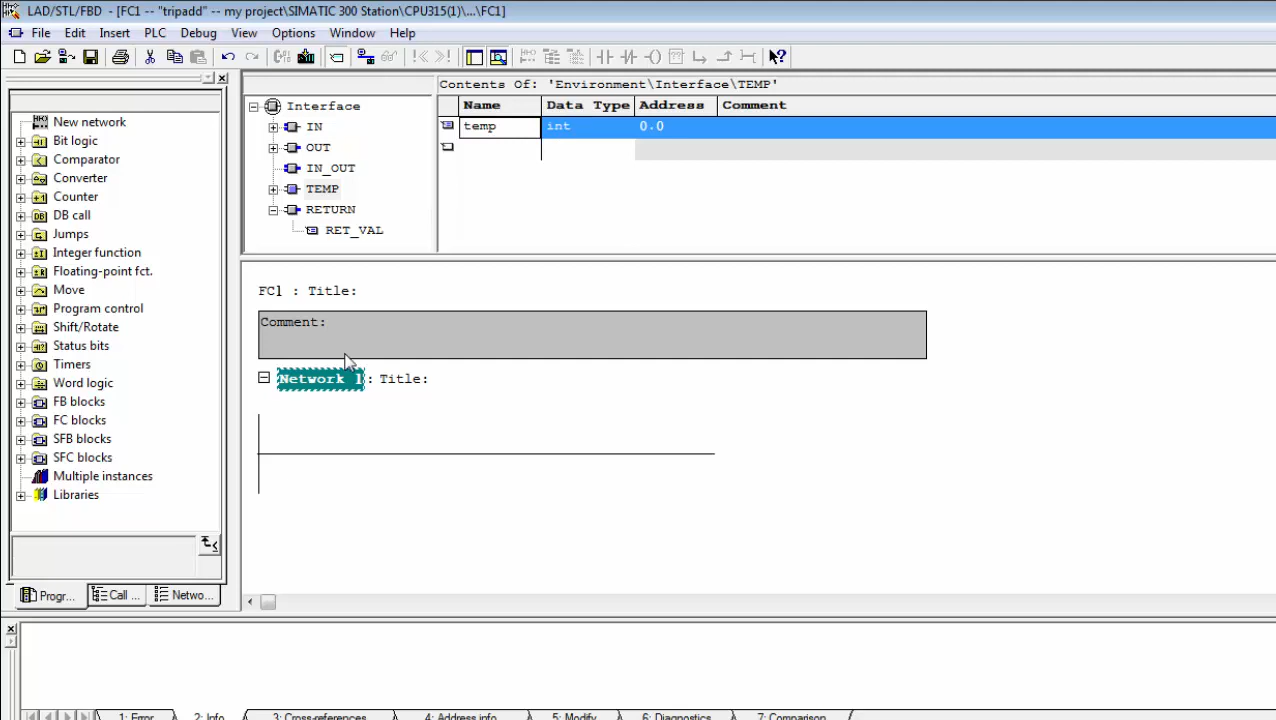 LAD/STL/FBD - [FC1 -- "tripadd" -- my project\SIMATIC 300 Station\CPU315(1)\...\FC1]
File Edit Insert PLC Debug View Options Window Help
New network
Bit logic
Comparator
Converter
Counter
DB call
Jumps
Integer function
Floating-point fct.
Move
Program control
Shift/Rotate
Status bits
Timers
Word logic
FB blocks
FC blocks
SFB blocks
SFC blocks
Multiple instances
Libraries
Progr... Call ... Netwo...
Interface
IN
OUT
IN_OUT
TEMP
RETURN
RET_VAL
Contents Of: 'Environment\Interface\TEMP'
Name Data Type Address Comment
temp int 0.0
FC1 : Title:
Comment:
Network 1: Title:
1: Error 2: Info 3: Cross-references 4: Address info. 5: Modify 6: Diagnostics 7: Comparison